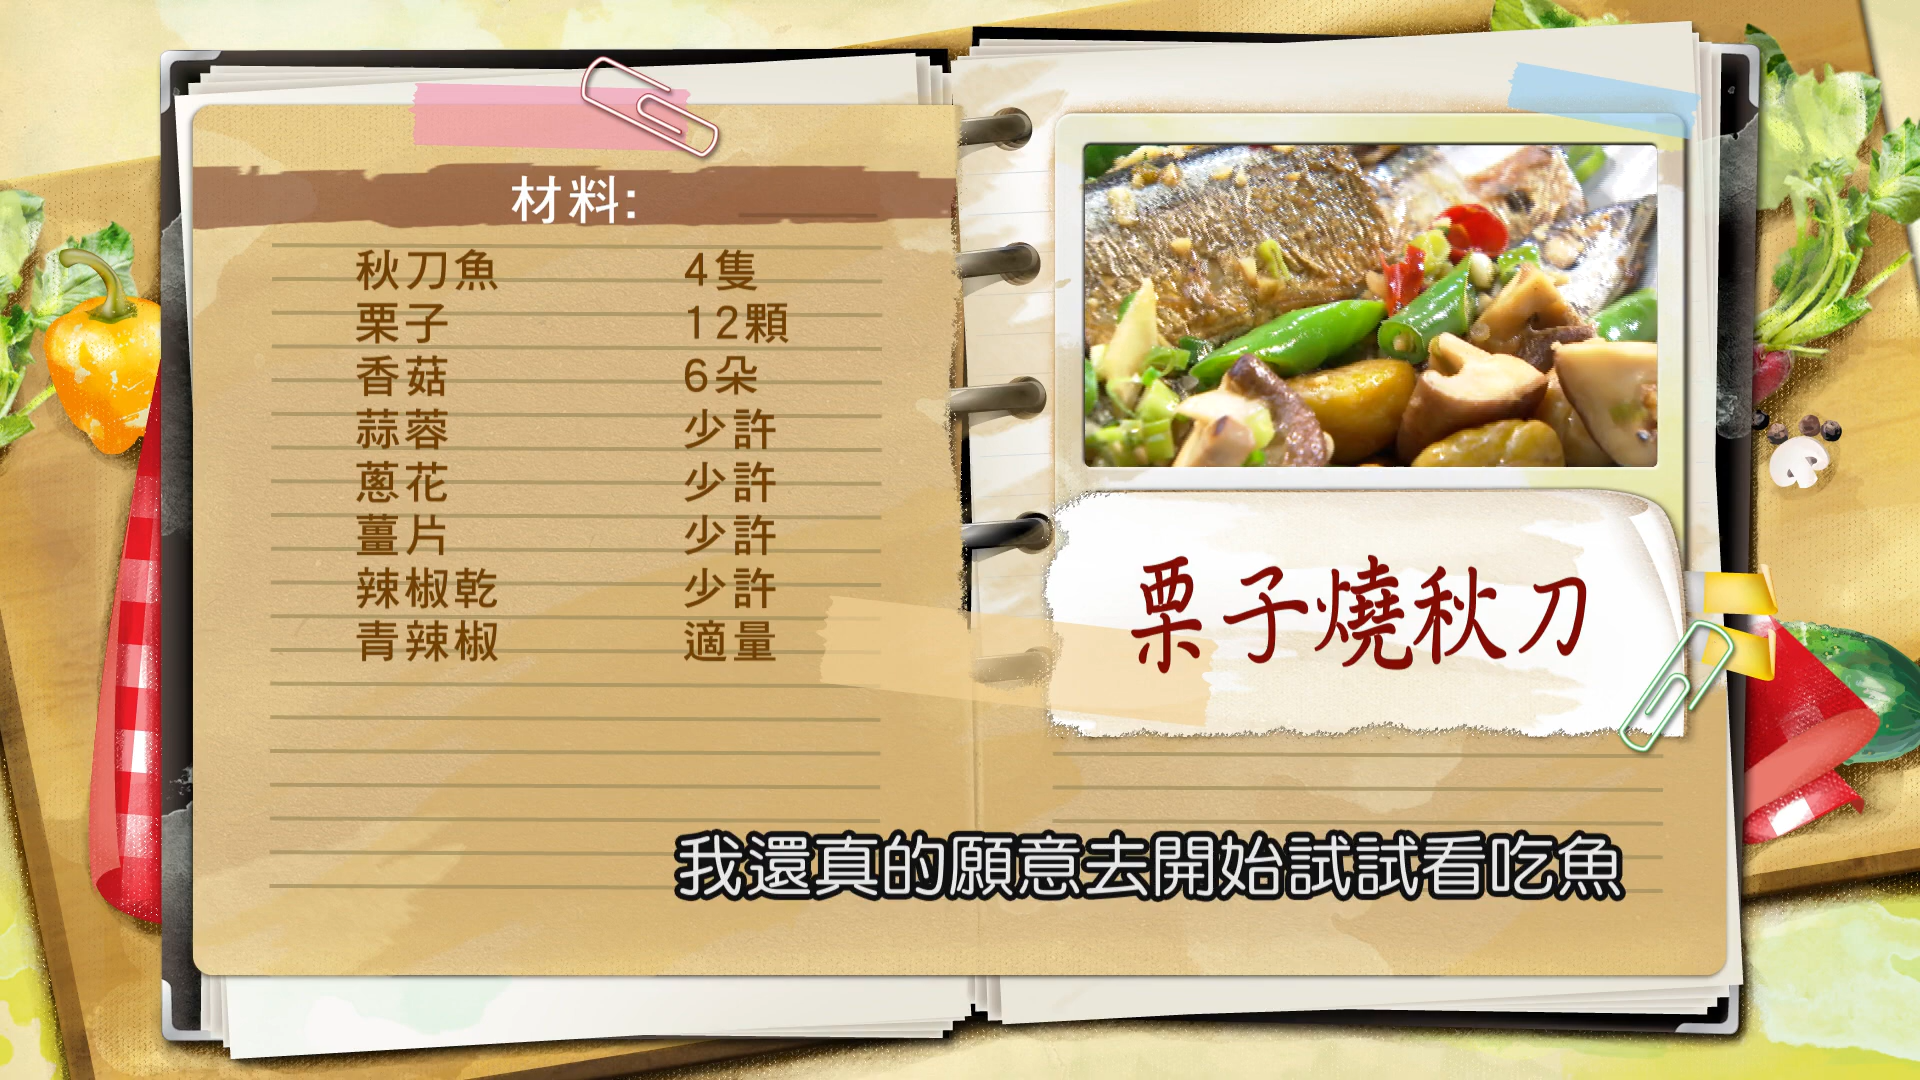 材料:
秋刀魚 4隻
栗子 12顆
香菇 6朵
蒜蓉 少許
蔥花 少許
薑片 少許
辣椒乾 少許
青辣椒 適量
栗子燒秋刀
我還真的願意去開始試試看吃魚